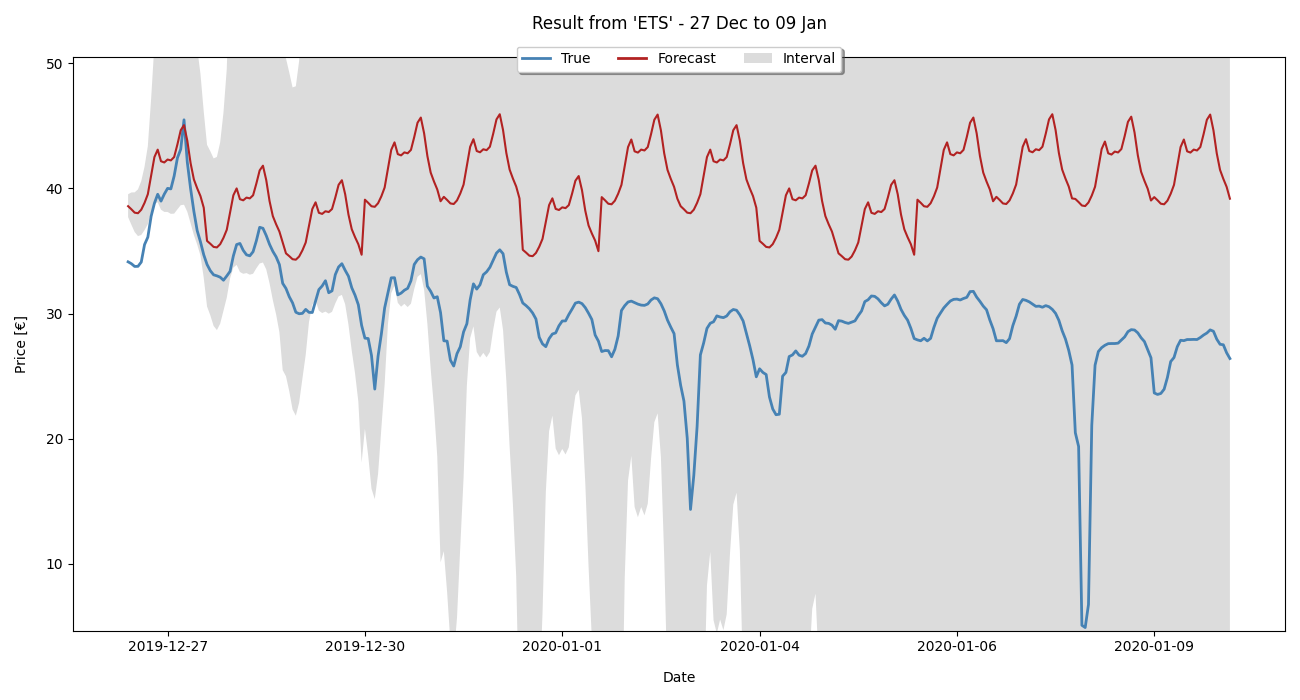 Result from 'ETS' - 27 Dec to 09 Jan
True Forecast Interval
50
40
30
20
10
Price [€]
2019-12-27 2019-12-30 2020-01-01 2020-01-04 2020-01-06 2020-01-09
Date